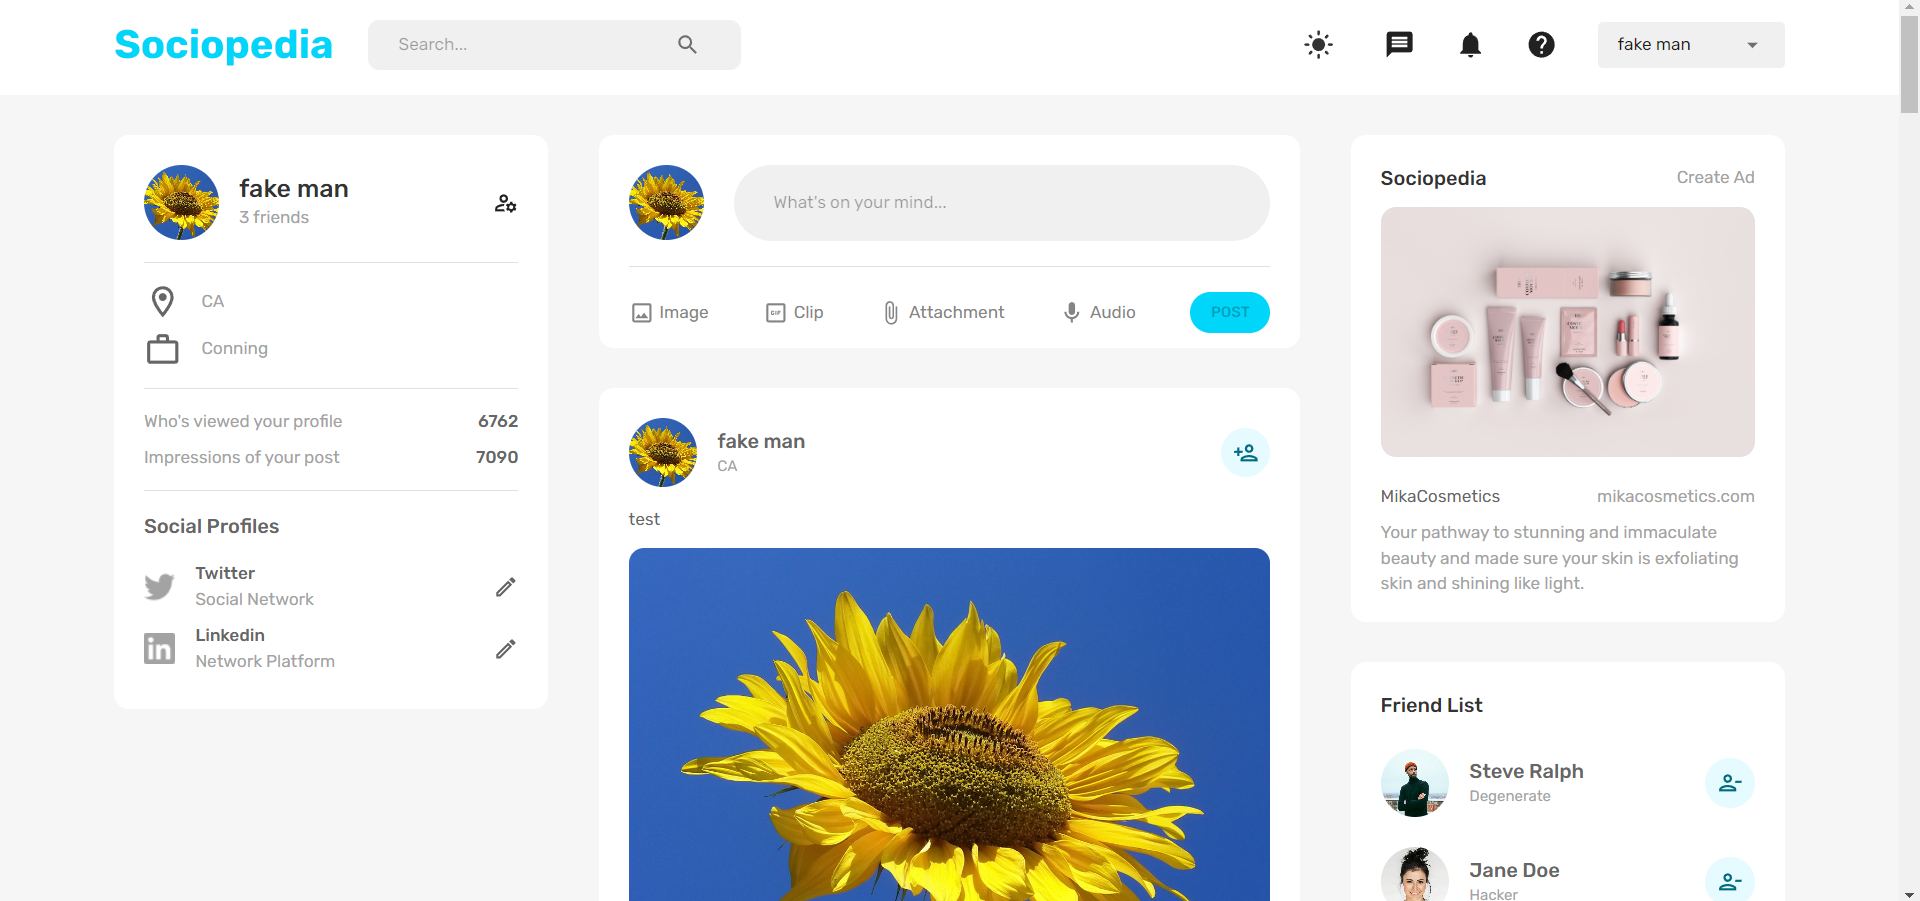 Sociopedia
Search...
fake man
fake man
3 friends
CA
Conning
Who's viewed your profile 6762
Impressions of your post 7090
Social Profiles
Twitter
Social Network
Linkedin
Network Platform
What's on your mind...
Image
GIF Clip
Attachment
Audio
POST
fake man
CA
test
Sociopedia
Create Ad
MikaCosmetics
mikacosmetics.com
Your pathway to stunning and immaculate
beauty and made sure your skin is exfoliating
skin and shining like light.
Friend List
Steve Ralph
Degenerate
Jane Doe
Hacker